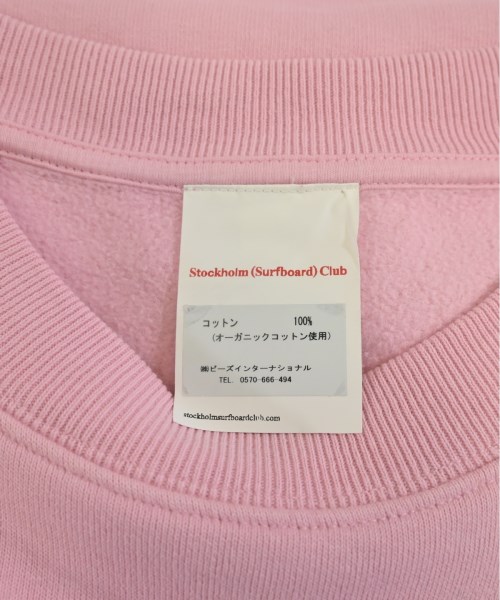 Stockholm (Surfboard) Club
コットン 100%
(オーガニックコットン使用)
㈱ビーズインターナショナル
TEL. 0570-666-494
stockholmsurfboardclub.com